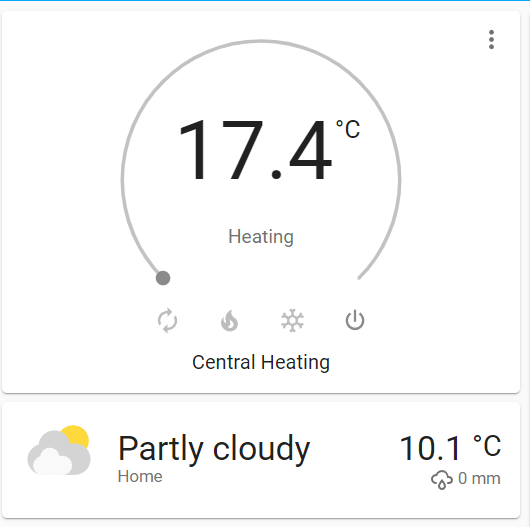 17.4 °C
Heating
Central Heating
Partly cloudy 10.1 °C
Home 0 mm